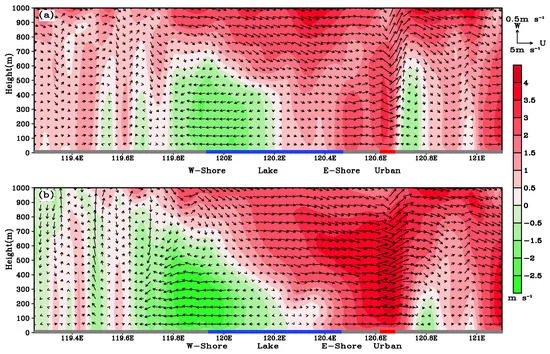 (a)
Height(m)
1000
900
800
700
600
500
400
300
200
100
0
119.4E 119.6E 119.8E 120E 120.2E 120.4E 120.6E 120.8E 121E
W-Shore Lake E-Shore Urban
0.5m s⁻¹
W
U
5m s⁻¹
4
3.5
3
2.5
2
1.5
1
0.5
0
-0.5
-1
-1.5
-2
-2.5
m s⁻¹
(b)
Height(m)
1000
900
800
700
600
500
400
300
200
100
0
119.4E 119.6E 119.8E 120E 120.2E 120.4E 120.6E 120.8E 121E
W-Shore Lake E-Shore Urban